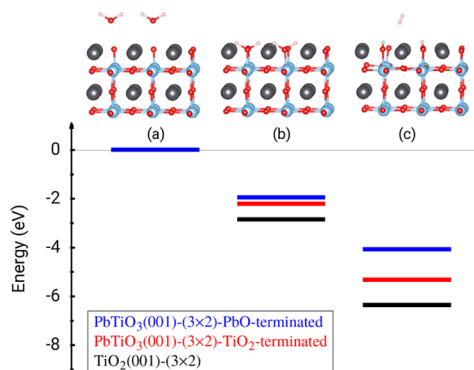 (a) (b) (c)
0
-2
-4
-6
-8
Energy (eV)
PbTiO₃(001)-(3×2)-PbO-terminated
PbTiO₃(001)-(3×2)-TiO₂-terminated
TiO₂(001)-(3×2)